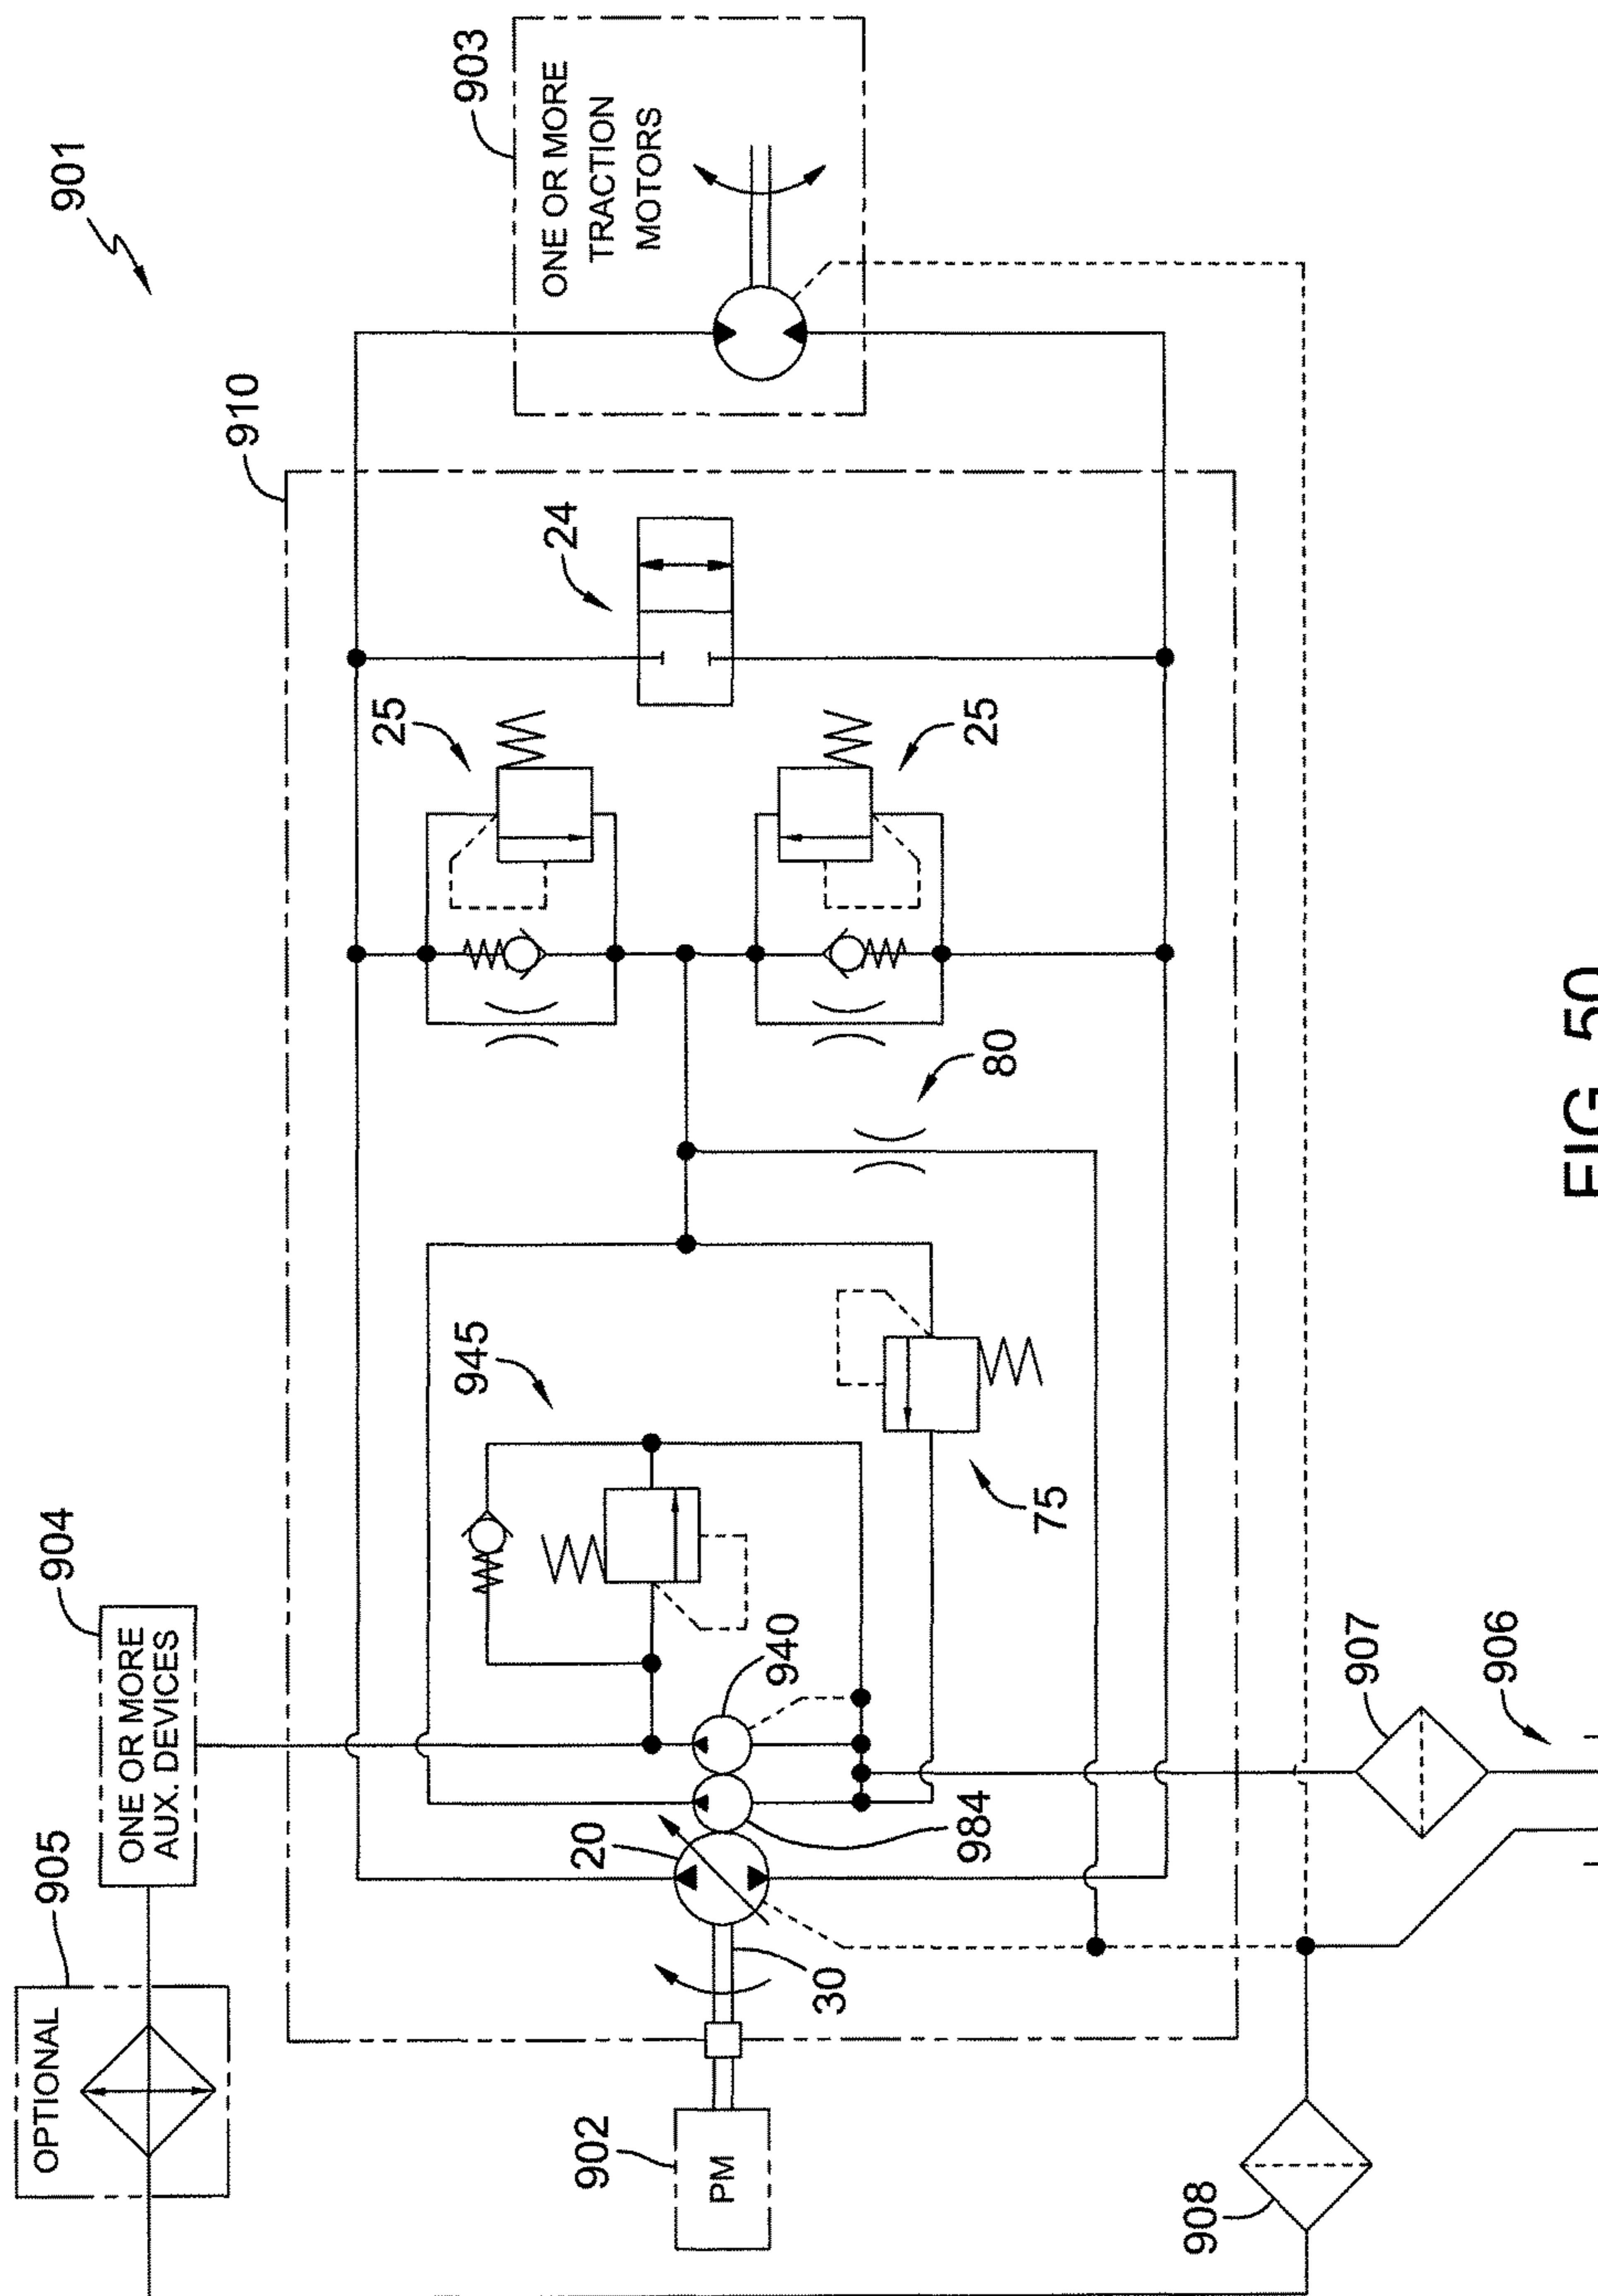 OPTIONAL
905
904
901
ONE OR MORE
AUX. DEVICES
910
25
945
903
ONE OR MORE
TRACTION
MOTORS
24
902
20
PM
940
30
984
25
80
75
908
907
906
FIG. 50